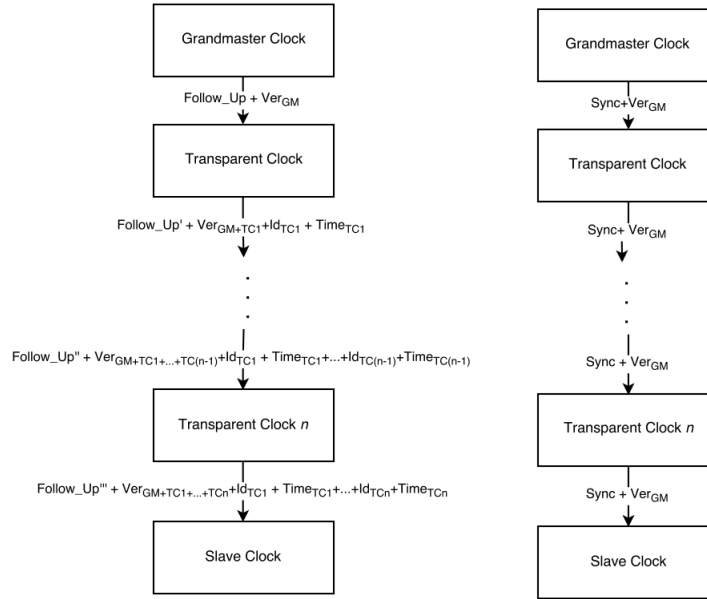 Grandmaster Clock
Follow_Up + VerGM
Transparent Clock
Follow_Up' + VerGM+TC1+IdTC1 + TimeTC1
.
.
.
Follow_Up" + VerGM+TC1+...+TC(n-1)+IdTC1 + TimeTC1+...+IdTC(n-1)+TimeTC(n-1)
Transparent Clock n
Follow_Up''' + VerGM+TC1+...+TCn+IdTC1 + TimeTC1+...+IdTCn+TimeTCn
Slave Clock
Grandmaster Clock
Sync+VerGM
Transparent Clock
Sync+ VerGM
.
.
.
Sync + VerGM
Transparent Clock n
Sync + VerGM
Slave Clock